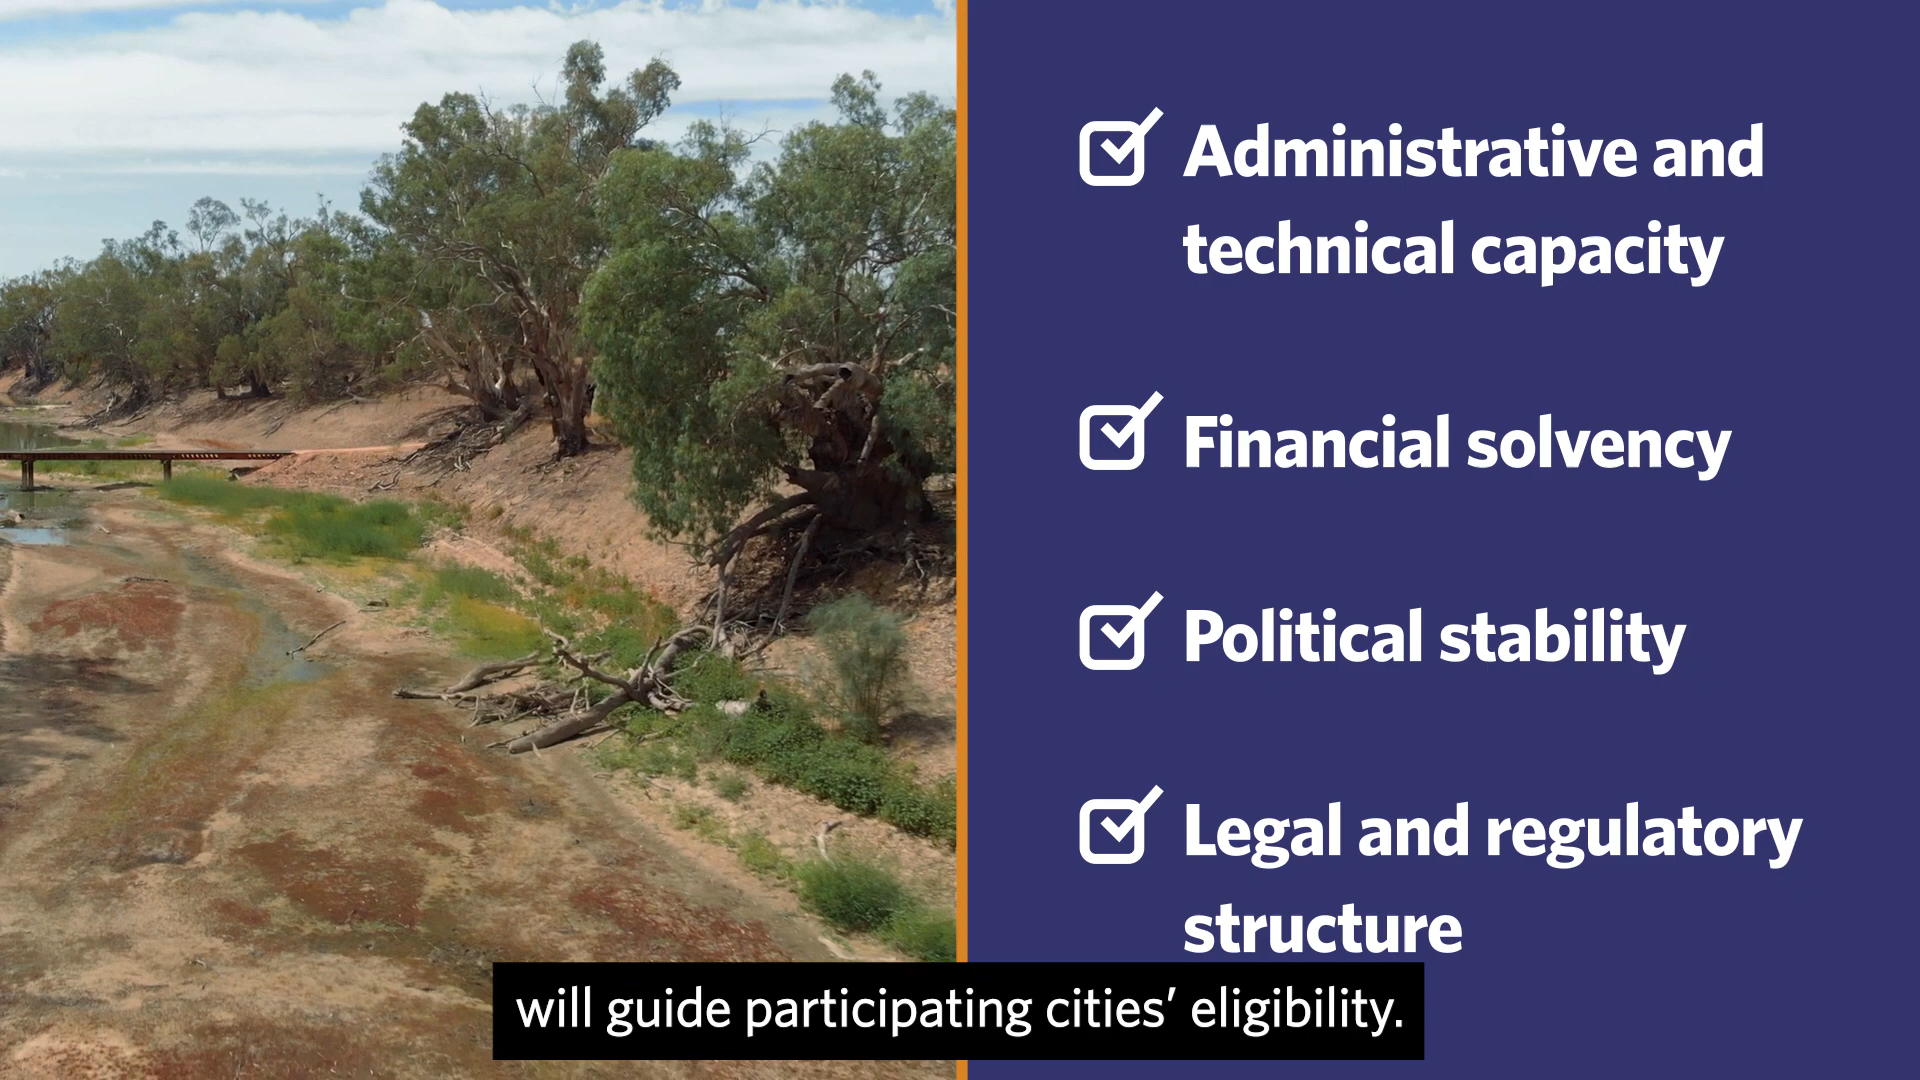 Administrative and
technical capacity
Financial solvency
Political stability
Legal and regulatory
structure
will guide participating cities’ eligibility.